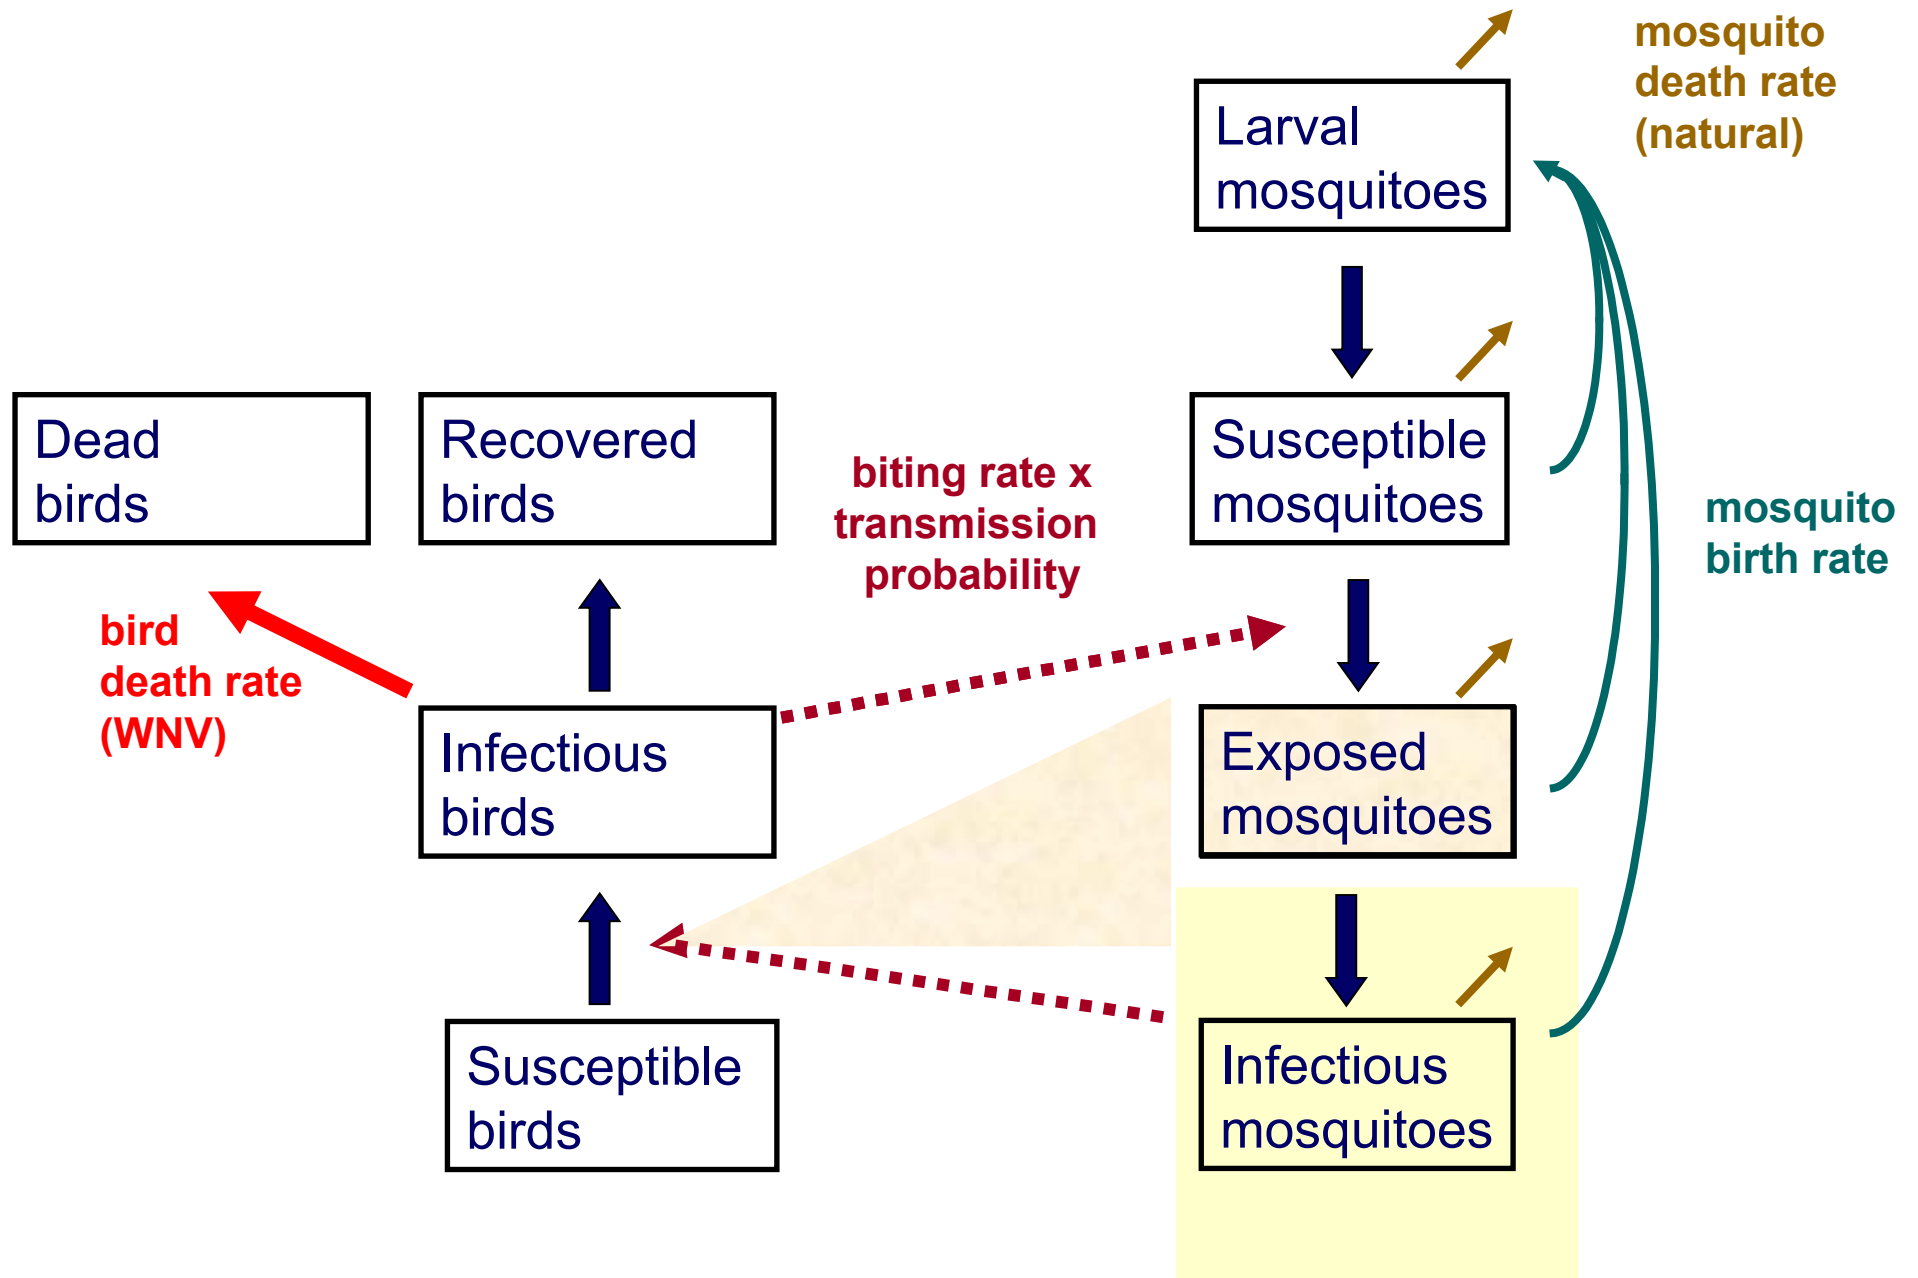 mosquito
death rate
(natural)
Larval
mosquitoes
Dead
birds
Recovered
birds
biting rate x
transmission
probability
Susceptible
mosquitoes
mosquito
birth rate
bird
death rate
(WNV)
Infectious
birds
Exposed
mosquitoes
Susceptible
birds
Infectious
mosquitoes